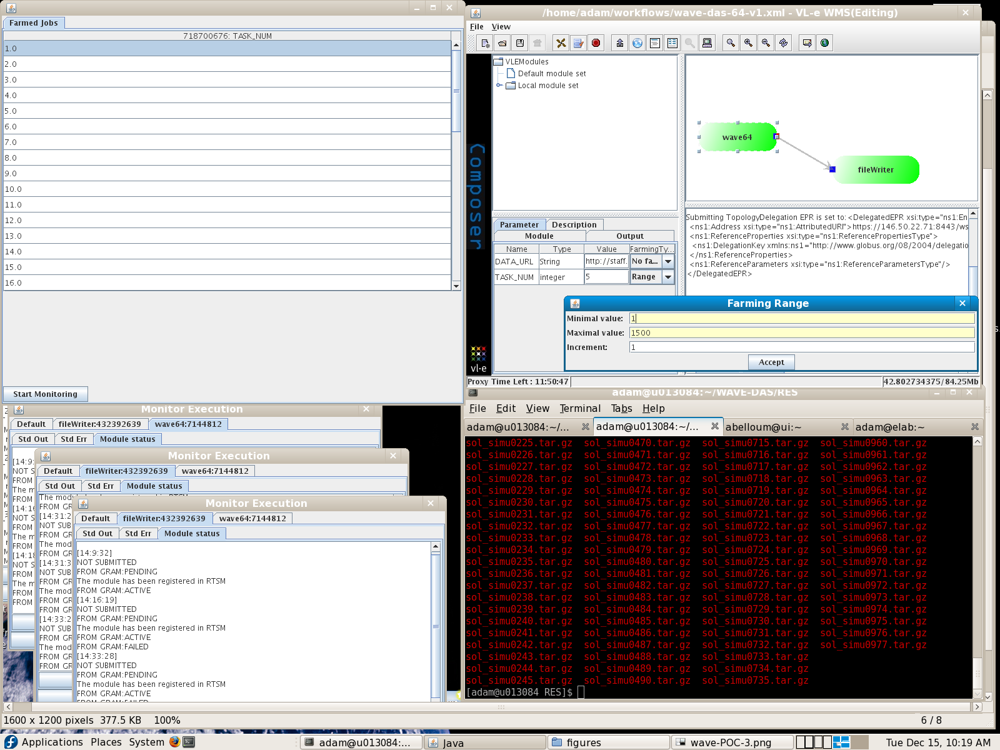 Farmed Jobs
718700676: TASK_NUM
1.0
2.0
3.0
4.0
5.0
6.0
7.0
8.0
9.0
10.0
11.0
12.0
13.0
14.0
15.0
16.0
Start Monitoring
/home/adam/workflows/wave-das-64-v1.xml - VL-e WMS(Editing)
File View
VLEModules
Default module set
Local module set
Composer
vl·e
wave64
fileWriter
Parameter Description
Module Output
Name Type Value FarmingTy...
DATA_URL String http://staff. No fa...
TASK_NUM integer 5 Range
Submitting TopologyDelegation EPR is set to: <DelegatedEPR xsi:type="ns1:En
<ns1:Address xsi:type="ns1:AttributedURI">https://146.50.22.71:8443/ws
<ns1:ReferenceProperties xsi:type="ns1:ReferencePropertiesType">
<ns1:DelegationKey xmlns:ns1="http://www.globus.org/08/2004/delegatio
</ns1:ReferenceProperties>
<ns1:ReferenceParameters xsi:type="ns1:ReferenceParametersType"/>
</DelegatedEPR>
Farming Range
Minimal value: 1
Maximal value: 1500
Increment: 1
Accept
Proxy Time Left : 11:50:47
42.802734375/84.25Mb
Monitor Execution
Default fileWriter:432392639 wave64:7144812
Std Out Std Err Module status
[14:9:
NOT S
FROM
The m
FROM
[14:16
NOT S
FROM
The m
FROM
[14:18
NOT S
FROM
The m
FROM
Monitor Execution
Default fileWriter:432392639 wave64:7144812
Std Out Std Err Module status
The module has been registered in RTSM
FROM GR
[14:31:2
NOT SUB
FROM GR
The mod
FROM GR
[14:31:3
NOT SUB
FROM GR
The mod
FROM GR
FROM GR
[14:33:2
NOT SUB
FROM GR
The mod
FROM GR
FROM GR
Monitor Execution
Default fileWriter:432392639 wave64:7144812
Std Out Std Err Module status
[14:9:32]
NOT SUBMITTED
FROM GRAM:PENDING
The module has been registered in RTSM
FROM GRAM:ACTIVE
[14:16:19]
NOT SUBMITTED
FROM GRAM:PENDING
The module has been registered in RTSM
FROM GRAM:ACTIVE
FROM GRAM:FAILED
[14:33:28]
NOT SUBMITTED
FROM GRAM:PENDING
The module has been registered in RTSM
FROM GRAM:ACTIVE
FROM GRAM:FAILED
adam@u013084:~/WAVE-DAS/RES
File Edit View Terminal Tabs Help
adam@u013084:~/... adam@u013084:~/... abelloum@ui:~ adam@elab:~
sol_simu0225.tar.gz sol_simu0470.tar.gz sol_simu0715.tar.gz sol_simu0960.tar.gz
sol_simu0226.tar.gz sol_simu0471.tar.gz sol_simu0716.tar.gz sol_simu0961.tar.gz
sol_simu0227.tar.gz sol_simu0472.tar.gz sol_simu0717.tar.gz sol_simu0962.tar.gz
sol_simu0228.tar.gz sol_simu0473.tar.gz sol_simu0718.tar.gz sol_simu0963.tar.gz
sol_simu0229.tar.gz sol_simu0474.tar.gz sol_simu0719.tar.gz sol_simu0964.tar.gz
sol_simu0230.tar.gz sol_simu0475.tar.gz sol_simu0720.tar.gz sol_simu0965.tar.gz
sol_simu0231.tar.gz sol_simu0476.tar.gz sol_simu0721.tar.gz sol_simu0966.tar.gz
sol_simu0232.tar.gz sol_simu0477.tar.gz sol_simu0722.tar.gz sol_simu0967.tar.gz
sol_simu0233.tar.gz sol_simu0478.tar.gz sol_simu0723.tar.gz sol_simu0968.tar.gz
sol_simu0234.tar.gz sol_simu0479.tar.gz sol_simu0724.tar.gz sol_simu0969.tar.gz
sol_simu0235.tar.gz sol_simu0480.tar.gz sol_simu0725.tar.gz sol_simu0970.tar.gz
sol_simu0236.tar.gz sol_simu0481.tar.gz sol_simu0726.tar.gz sol_simu0971.tar.gz
sol_simu0237.tar.gz sol_simu0482.tar.gz sol_simu0727.tar.gz sol_simu0972.tar.gz
sol_simu0238.tar.gz sol_simu0483.tar.gz sol_simu0728.tar.gz sol_simu0973.tar.gz
sol_simu0239.tar.gz sol_simu0484.tar.gz sol_simu0729.tar.gz sol_simu0974.tar.gz
sol_simu0240.tar.gz sol_simu0485.tar.gz sol_simu0730.tar.gz sol_simu0975.tar.gz
sol_simu0241.tar.gz sol_simu0486.tar.gz sol_simu0731.tar.gz sol_simu0976.tar.gz
sol_simu0242.tar.gz sol_simu0487.tar.gz sol_simu0732.tar.gz sol_simu0977.tar.gz
sol_simu0243.tar.gz sol_simu0488.tar.gz sol_simu0733.tar.gz
sol_simu0244.tar.gz sol_simu0489.tar.gz sol_simu0734.tar.gz
sol_simu0245.tar.gz sol_simu0490.tar.gz sol_simu0735.tar.gz
[adam@u013084 RES]$
1600 x 1200 pixels 377.5 KB 100%
6 / 8
Applications Places System
adam@u013084:... Java figures wave-POC-3.png
Tue Dec 15, 10:19 AM